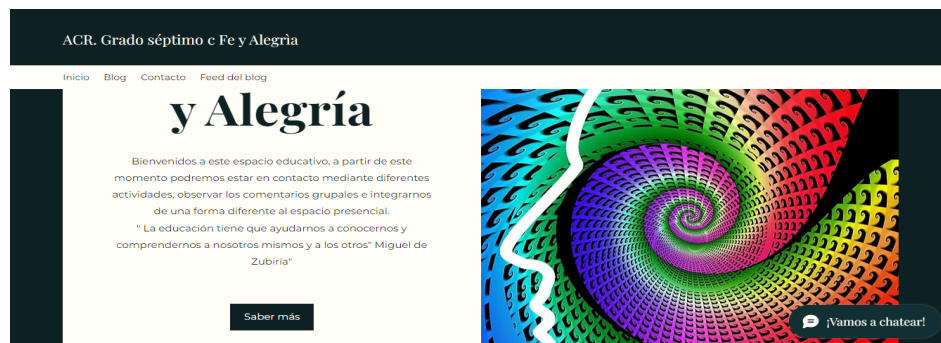 ACR. Grado séptimo c Fe y Alegrìa
Inicio Blog Contacto Feed del blog
y Alegría
Bienvenidos a este espacio educativo, a partir de este
momento podremos estar en contacto mediante diferentes
actividades, observar los comentarios grupales e integrarnos
de una forma diferente al espacio presencial.
" La educación tiene que ayudarnos a conocernos y
comprendernos a nosotros mismos y a los otros" Miguel de
Zubiría"
Saber más
¡Vamos a chatear!